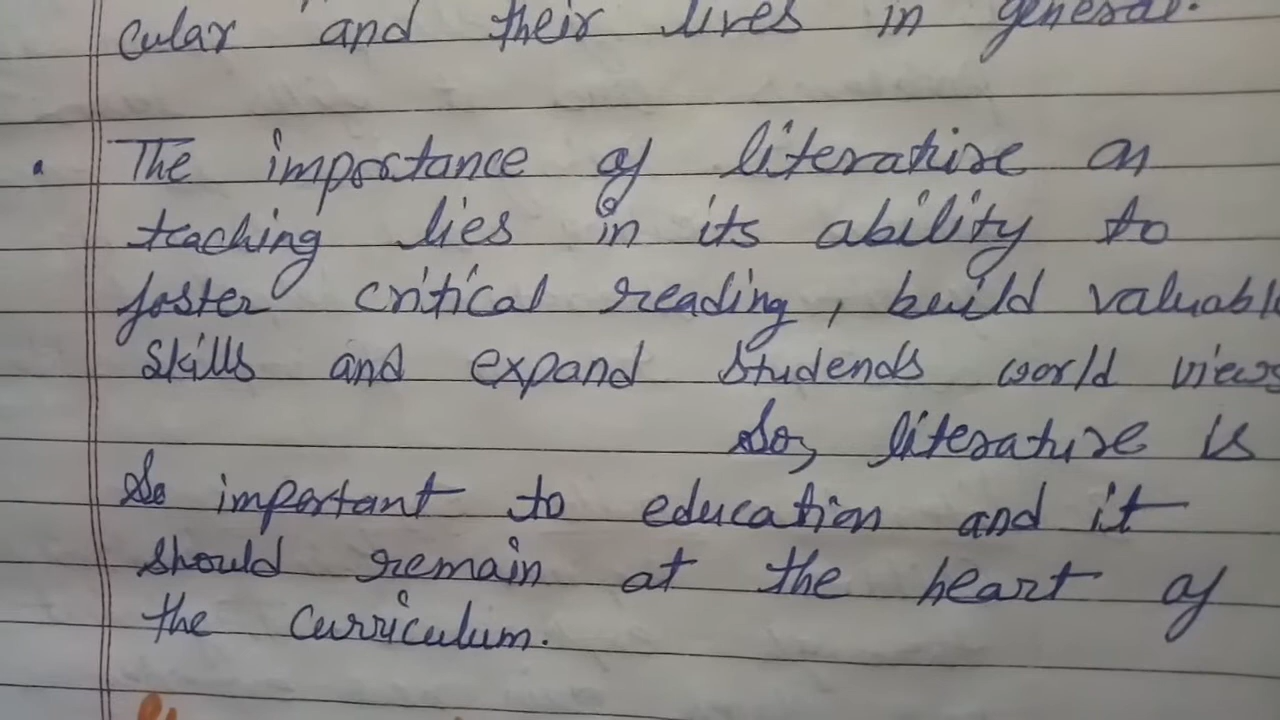 cular and their lives in general.
The importance of literature on
teaching lies in its ability to
foster critical reading, build valuable
skills and expand studends world views
So, literature is
So important to education and it
should remain at the heart of
the curriculum.